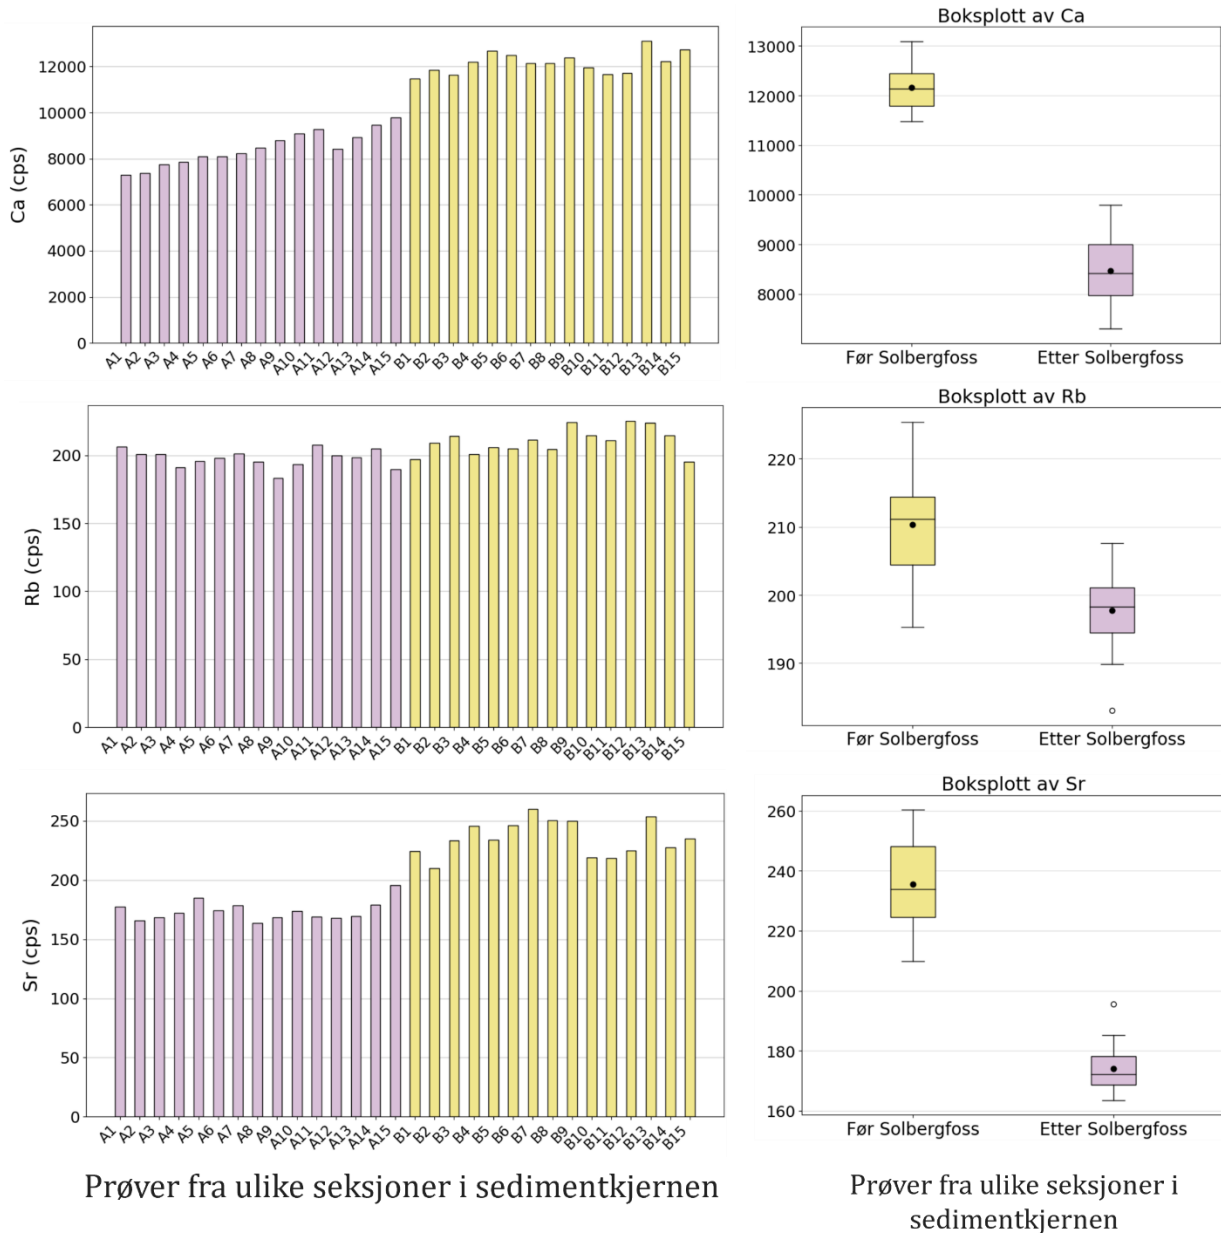 Ca (cps)
12000
10000
8000
6000
4000
2000
0
A1 A2 A3 A4 A5 A6 A7 A8 A9 A10 A11 A12 A13 A14 A15 B1 B2 B3 B4 B5 B6 B7 B8 B9 B10 B11 B12 B13 B14 B15
Boksplott av Ca
13000
12000
11000
10000
9000
8000
Før Solbergfoss Etter Solbergfoss
Rb (cps)
200
150
100
50
0
A1 A2 A3 A4 A5 A6 A7 A8 A9 A10 A11 A12 A13 A14 A15 B1 B2 B3 B4 B5 B6 B7 B8 B9 B10 B11 B12 B13 B14 B15
Boksplott av Rb
220
210
200
190
Før Solbergfoss Etter Solbergfoss
Sr (cps)
250
200
150
100
50
0
A1 A2 A3 A4 A5 A6 A7 A8 A9 A10 A11 A12 A13 A14 A15 B1 B2 B3 B4 B5 B6 B7 B8 B9 B10 B11 B12 B13 B14 B15
Boksplott av Sr
260
240
220
200
180
160
Før Solbergfoss Etter Solbergfoss
Prøver fra ulike seksjoner i sedimentkjernen
Prøver fra ulike seksjoner i
sedimentkjernen